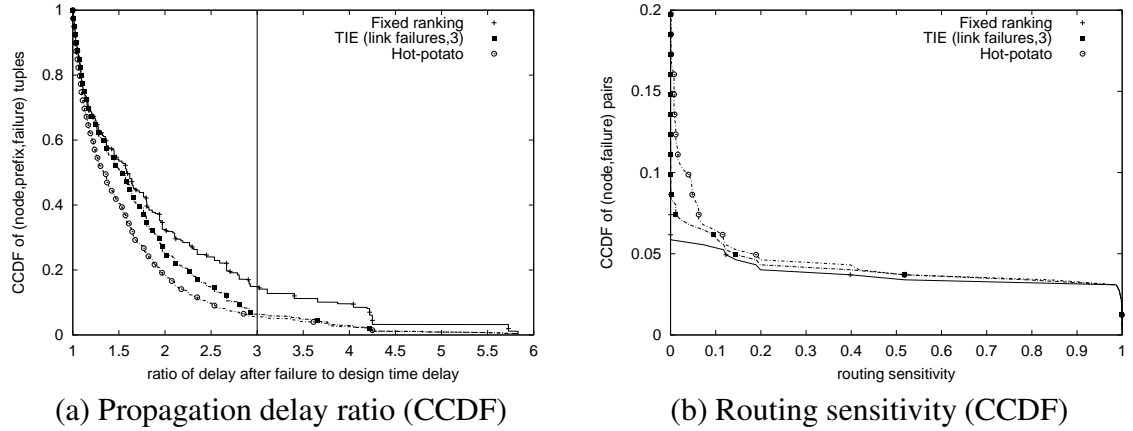 CCDF of (node,prefix,failure) tuples
1
0.8
0.6
0.4
0.2
0
1
1.5
2
2.5
3
3.5
4
4.5
5
5.5
6
ratio of delay after failure to design time delay
Fixed ranking
TIE (link failures,3)
Hot-potato
(a) Propagation delay ratio (CCDF)
CCDF of (node,failure) pairs
0.2
0.15
0.1
0.05
0
0
0.1
0.2
0.3
0.4
0.5
0.6
0.7
0.8
0.9
1
routing sensitivity
Fixed ranking
TIE (link failures,3)
Hot-potato
(b) Routing sensitivity (CCDF)